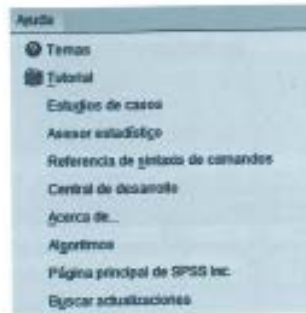 Ayuda
Temas
Tutorial
Estudios de casos
Asesor estadístico
Referencia de sintaxis de comandos
Central de desarrollo
Acerca de...
Algoritmos
Página principal de SPSS Inc.
Buscar actualizaciones